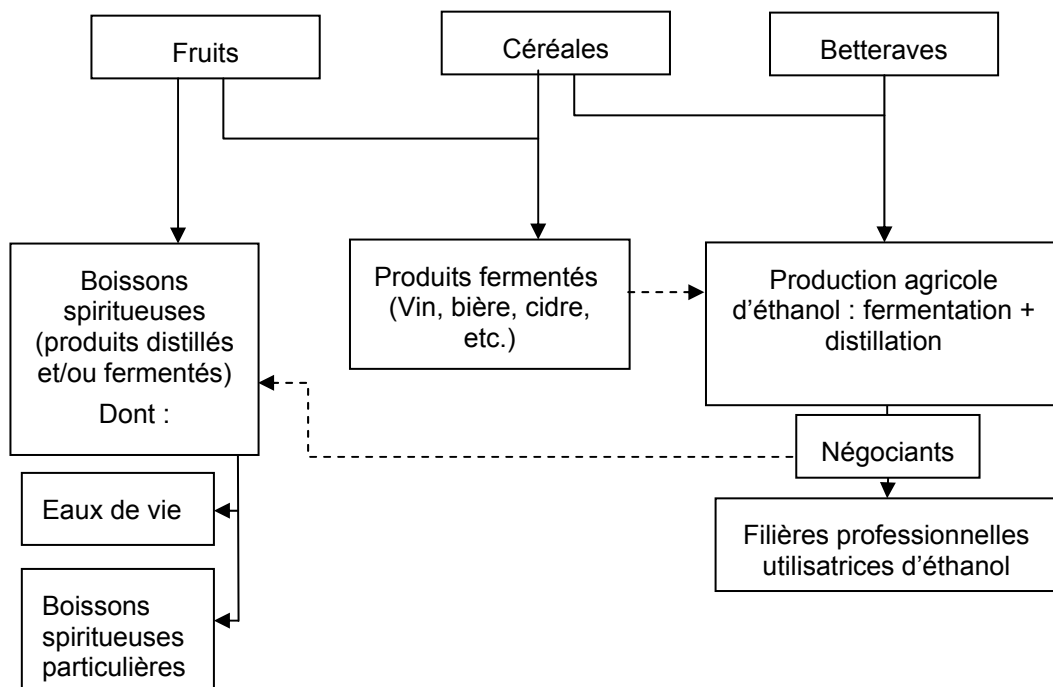 Fruits
Céréales
Betteraves
Boissons
spiritueuses
(produits distillés
et/ou fermentés)
Dont :
Produits fermentés
(Vin, bière, cidre,
etc.)
Production agricole
d’éthanol : fermentation +
distillation
Négociants
Eaux de vie
Filières professionnelles
utilisatrices d’éthanol
Boissons
spiritueuses
particulières